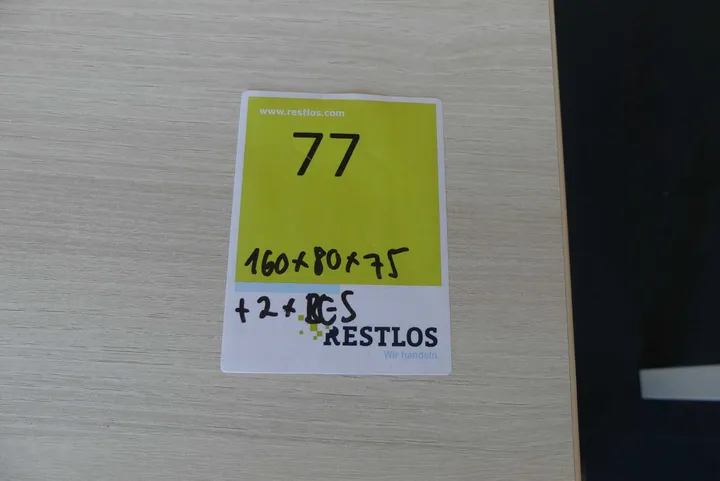 www.restlos.com
77
160x80x75
+ 2x
RESTLOS
Wir handeln.